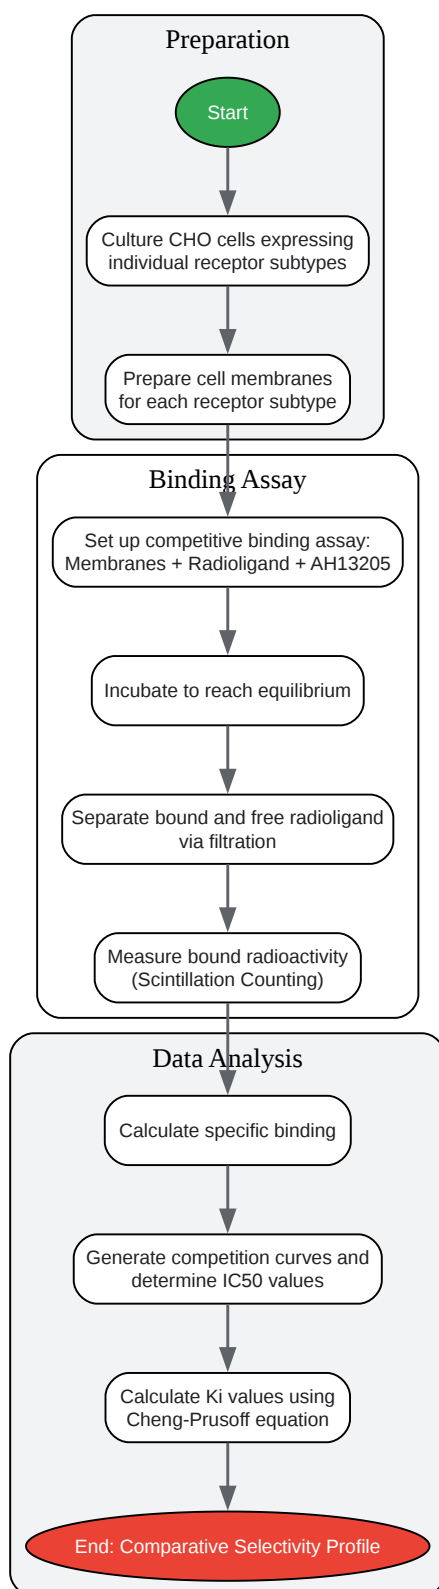 Preparation
Start
Culture CHO cells expressing
individual receptor subtypes
Prepare cell membranes
for each receptor subtype
Binding Assay
Set up competitive binding assay:
Membranes + Radioligand + AH13205
Incubate to reach equilibrium
Separate bound and free radioligand
via filtration
Measure bound radioactivity
(Scintillation Counting)
Data Analysis
Calculate specific binding
Generate competition curves and
determine IC50 values
Calculate Ki values using
Cheng-Prusoff equation
End: Comparative Selectivity Profile